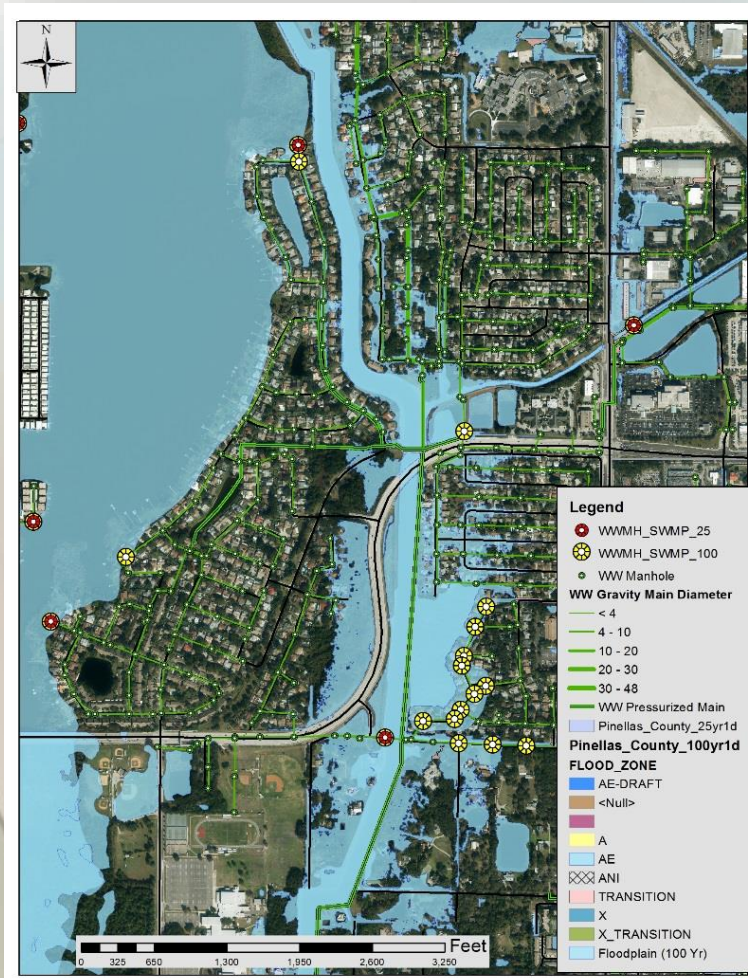 N
Legend
WWMH_SWMP_25
WWMH_SWMP_100
WW Manhole
WW Gravity Main Diameter
< 4
4 - 10
10 - 20
20 - 30
30 - 48
WW Pressurized Main
Pinellas_County_25yr1d
Pinellas_County_100yr1d
FLOOD_ZONE
AE-DRAFT
<Null>
A
AE
ANI
TRANSITION
X
X_TRANSITION
Floodplain (100 Yr)
Feet
0 325 650 1,300 1,950 2,600 3,250